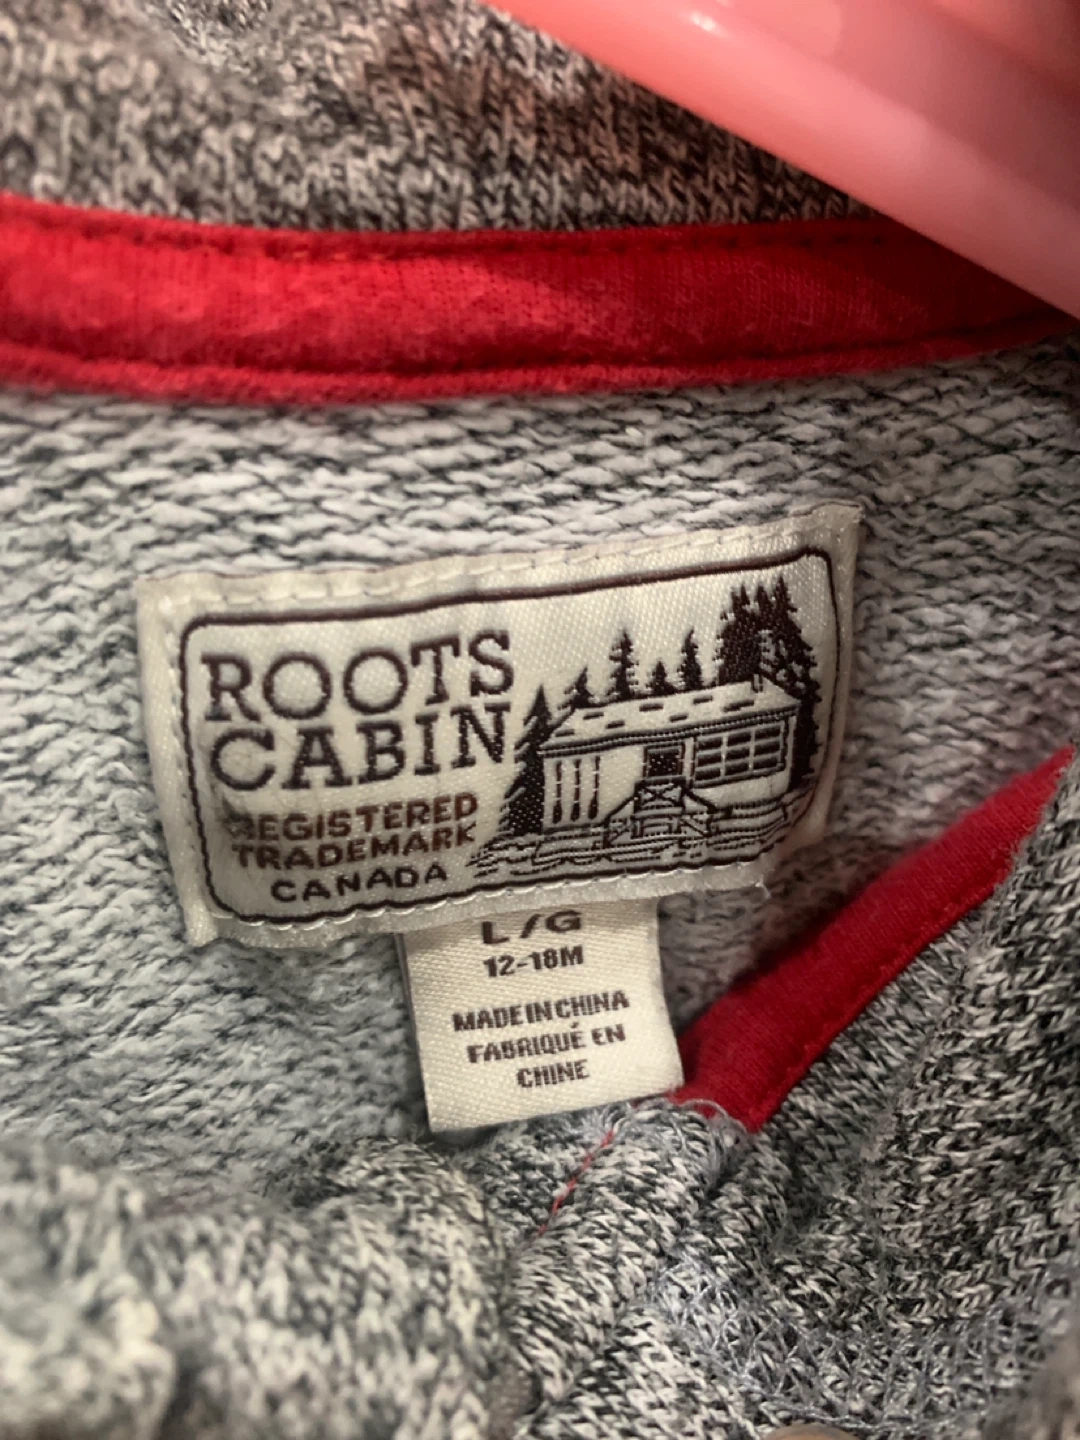 ROOTS
CABIN
REGISTERED
TRADEMARK
CANADA
L/G
12-18M
MADE IN CHINA
FABRIQUÉ EN
CHINE